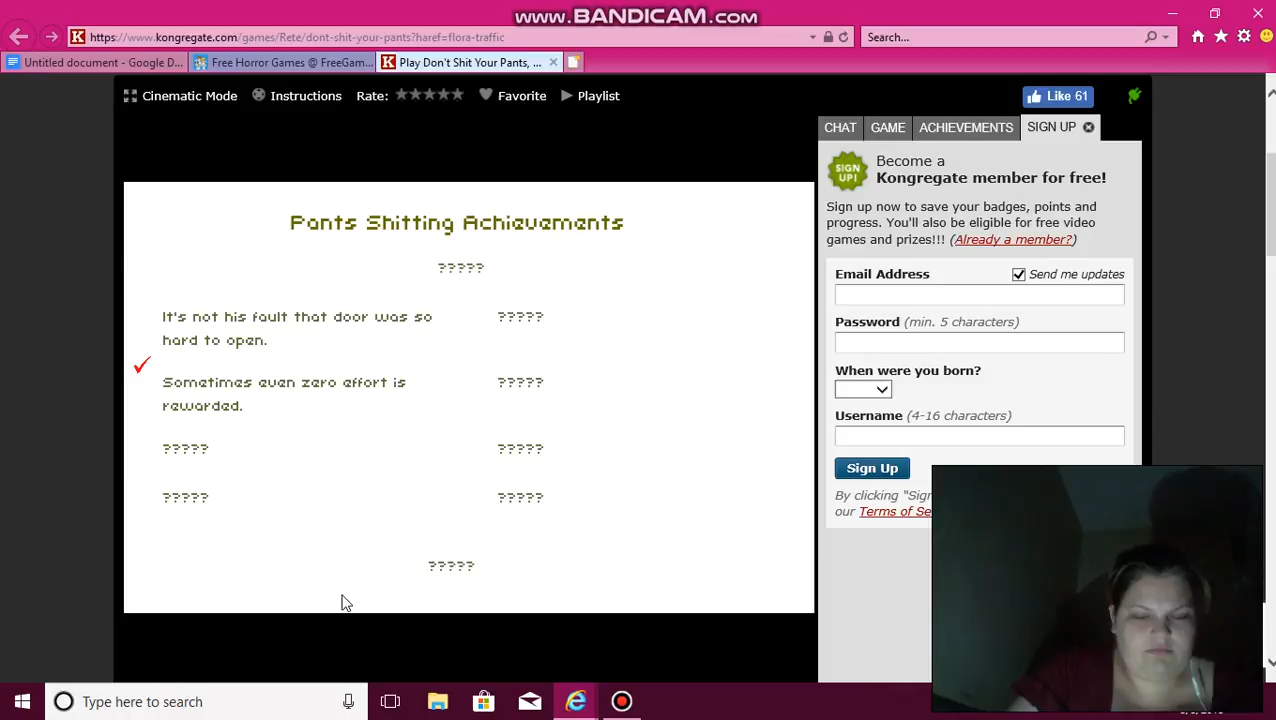 www.BANDICAM.com
https://www.kongregate.com/games/Rete/dont-shit-your-pants?haref=flora-traffic
Search...
Untitled document - Google D...
Free Horror Games @ FreeGam...
Play Don't Shit Your Pants, ...
Cinematic Mode
Instructions
Rate:
Favorite
Playlist
Like 61
CHAT
GAME
ACHIEVEMENTS
SIGN UP
Pants Shitting Achievements
?????
It's not his fault that door was so
hard to open.
?????
Sometimes even zero effort is
rewarded.
?????
?????
?????
?????
?????
?????
SIGN UP!
Become a
Kongregate member for free!
Sign up now to save your badges, points and
progress. You'll also be eligible for free video
games and prizes!!! (Already a member?)
Email Address
Send me updates
Password (min. 5 characters)
When were you born?
Username (4-16 characters)
Sign Up
By clicking "Sign
our Terms of Se
Type here to search